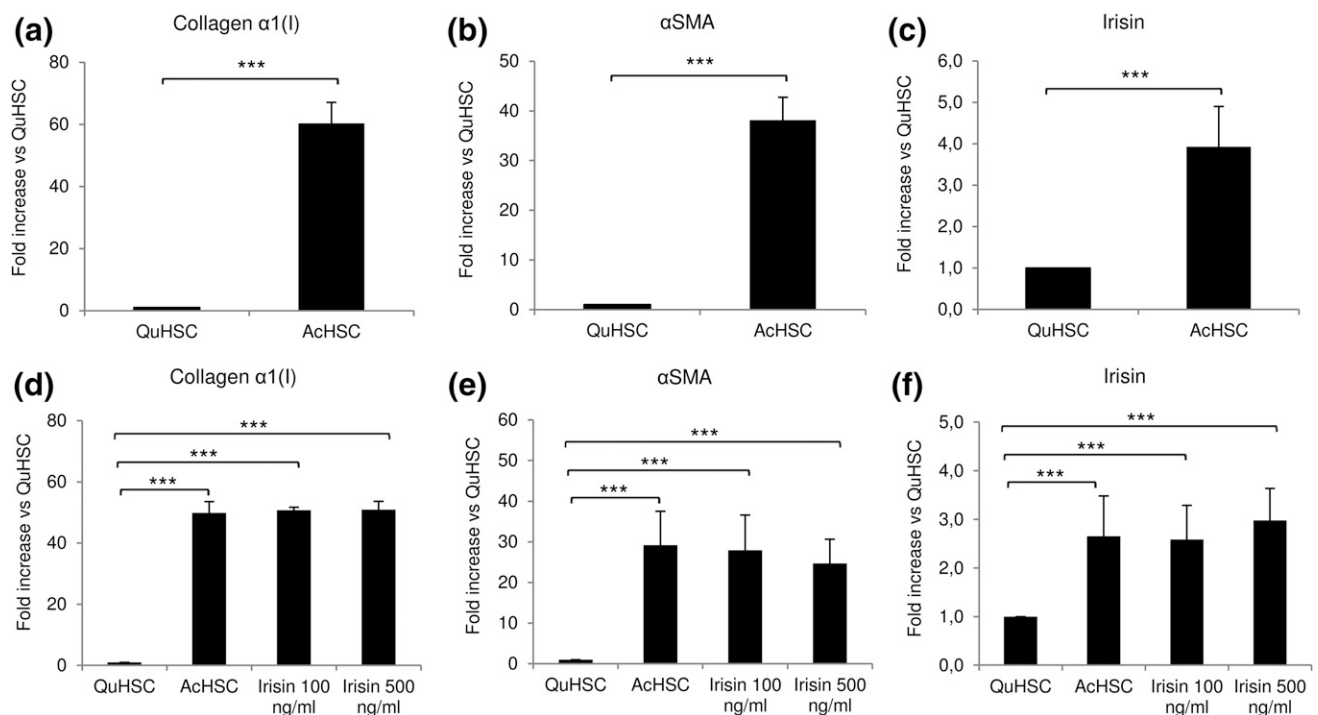 (a)
Collagen α1(I)
Fold increase vs QuHSC
80
60
40
20
0
***
QuHSC AcHSC
(b)
αSMA
Fold increase vs QuHSC
50
40
30
20
10
0
***
QuHSC AcHSC
(c)
Irisin
Fold increase vs QuHSC
6,0
5,0
4,0
3,0
2,0
1,0
0,0
***
QuHSC AcHSC
(d)
Collagen α1(I)
Fold increase vs QuHSC
80
60
40
20
0
***
***
***
QuHSC AcHSC Irisin 100 Irisin 500
ng/ml ng/ml
(e)
αSMA
Fold increase vs QuHSC
60
50
40
30
20
10
0
***
***
***
QuHSC AcHSC Irisin 100 Irisin 500
ng/ml ng/ml
(f)
Irisin
Fold increase vs QuHSC
5,0
4,0
3,0
2,0
1,0
0,0
***
***
***
QuHSC AcHSC Irisin 100 Irisin 500
ng/ml ng/ml